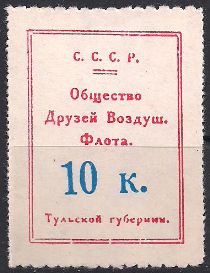 С. С. С. Р.
Общество
Друзей Воздуш.
Флота.
10 к.
Тульской губернии.